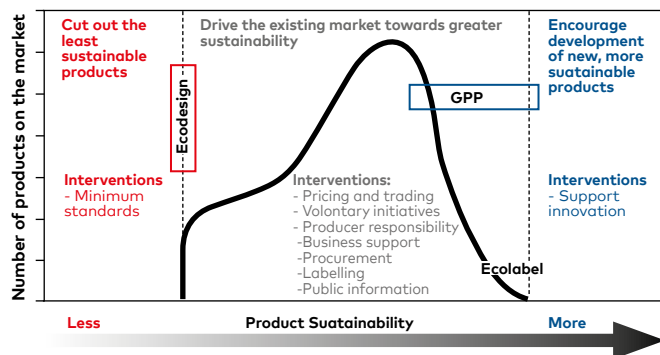 Cut out the
least
sustainable
products
Drive the existing market towards greater
sustainability
Encourage
development
of new, more
suatainable
products
Number of products on the market
Ecodesign
GPP
Interventions
- Minimum
standards
Interventions:
- Pricing and trading
- Volontary initiatives
- Producer responsibility
-Business support
-Procurement
-Labelling
-Public information
Interventions
- Support
innovation
Ecolabel
Less
Product Suatainability
More